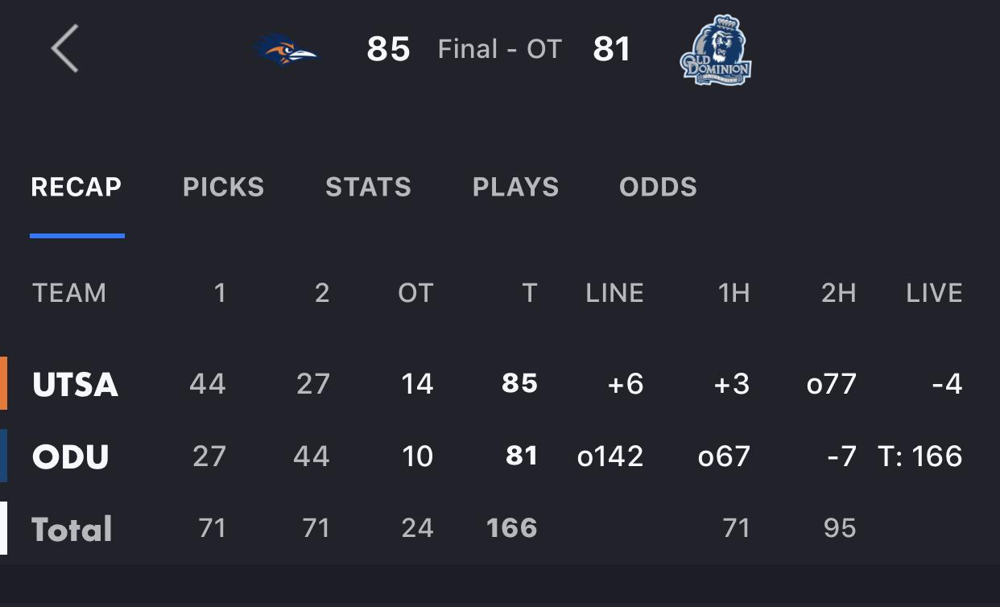 85 Final - OT 81
OLD
DOMINION
UNIVERSITY
RECAP PICKS STATS PLAYS ODDS
TEAM 1 2 OT T LINE 1H 2H LIVE
UTSA 44 27 14 85 +6 +3 o77 -4
ODU 27 44 10 81 o142 o67 -7 T: 166
Total 71 71 24 166 71 95